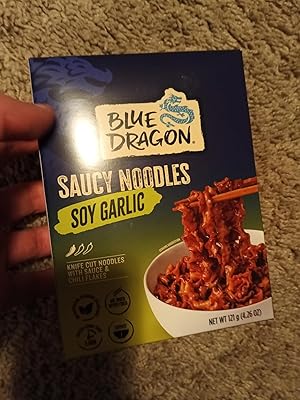 BLUE
DRAGON
SAUCY NOODLES
SOY GARLIC
KNIFE CUT NOODLES
WITH SAUCE &
CHILI FLAKES
NET WT 121 g (4.26 OZ)